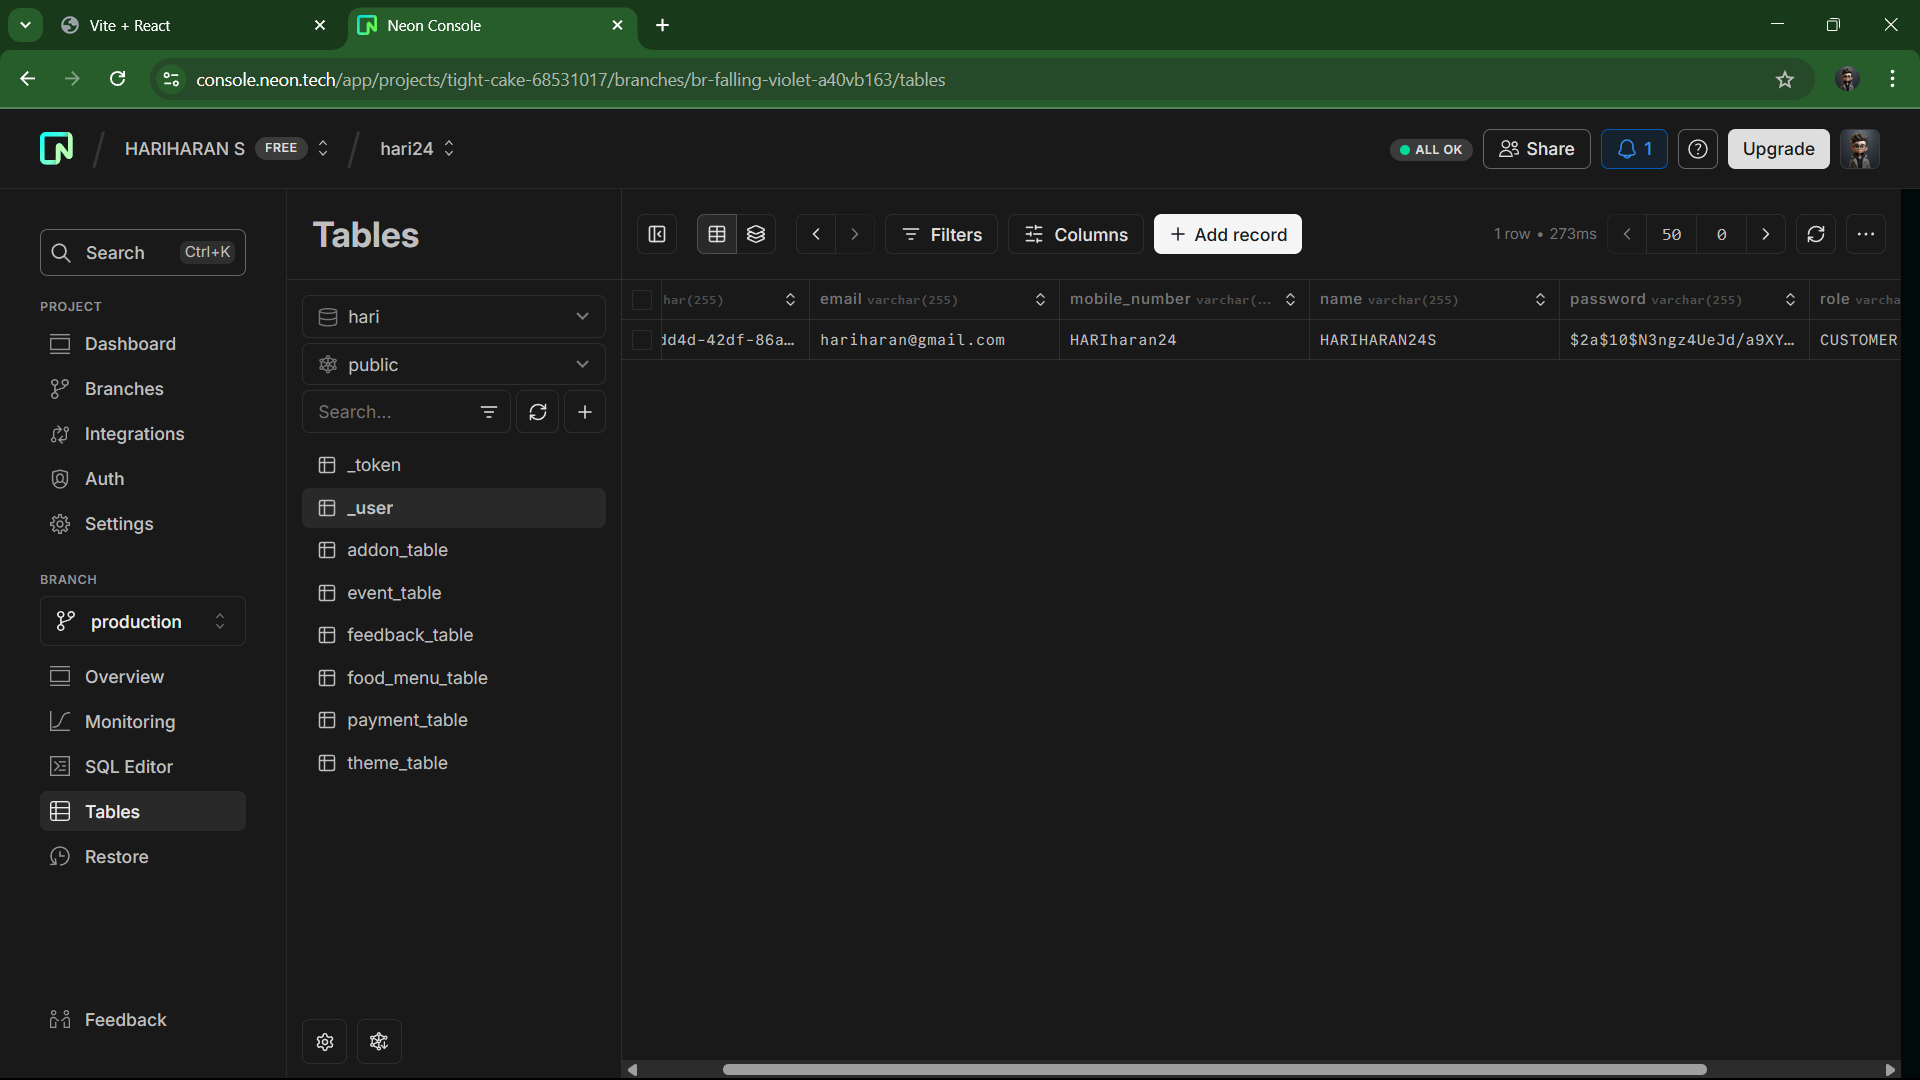 Vite + React
Neon Console
console.neon.tech/app/projects/tight-cake-68531017/branches/br-falling-violet-a40vb163/tables
HARIHARAN S FREE
hari24
ALL OK
Share
1
Upgrade
Search Ctrl+K
PROJECT
Dashboard
Branches
Integrations
Auth
Settings
BRANCH
production
Overview
Monitoring
SQL Editor
Tables
Restore
Feedback
Tables
hari
public
Search...
_token
_user
addon_table
event_table
feedback_table
food_menu_table
payment_table
theme_table
Filters
Columns
Add record
1 row • 273ms
50
0
har(255) email varchar(255) mobile_number varchar(... name varchar(255) password varchar(255) role varcha
dd4d-42df-86a… hariharan@gmail.com HARIharan24 HARIHARAN24S $2a$10$N3ngz4UeJd/a9XY… CUSTOMER